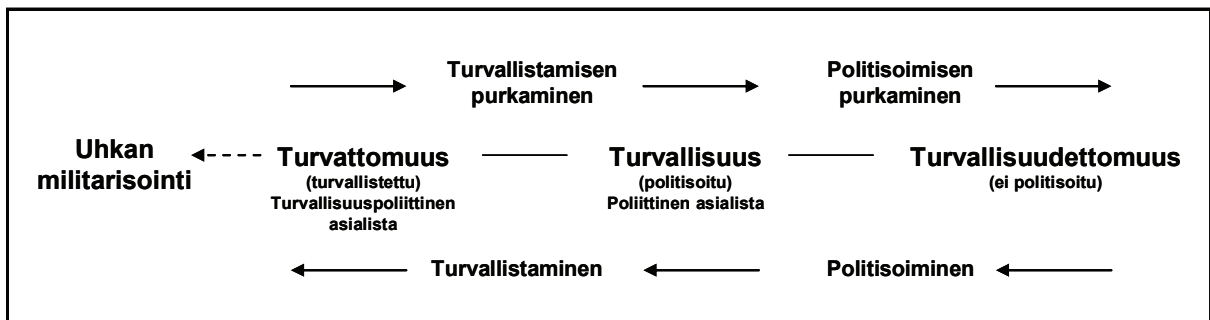 Turvallistamisen
purkaminen
Politisoimisen
purkaminen
Uhkan
militarisointi
Turvattomuus
(turvallistettu)
Turvallisuuspoliittinen
asialista
Turvallisuus
(politisoitu)
Poliittinen asialista
Turvallisuudettomuus
(ei politisoitu)
Turvallistaminen
Politisoiminen